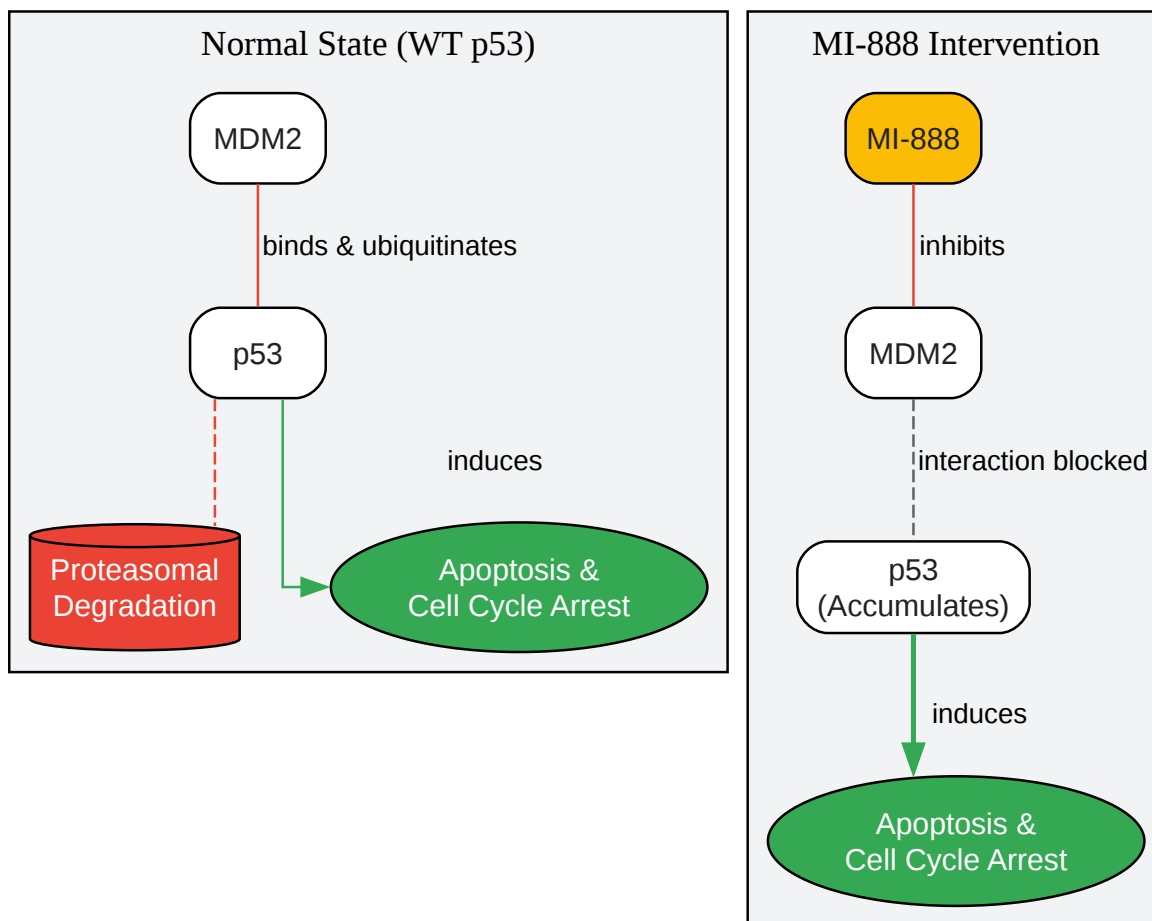 Normal State (WT p53)
MDM2
binds & ubiquitinates
p53
induces
Proteasomal
Degradation
Apoptosis &
Cell Cycle Arrest
MI-888 Intervention
MI-888
inhibits
MDM2
interaction blocked
p53
(Accumulates)
induces
Apoptosis &
Cell Cycle Arrest